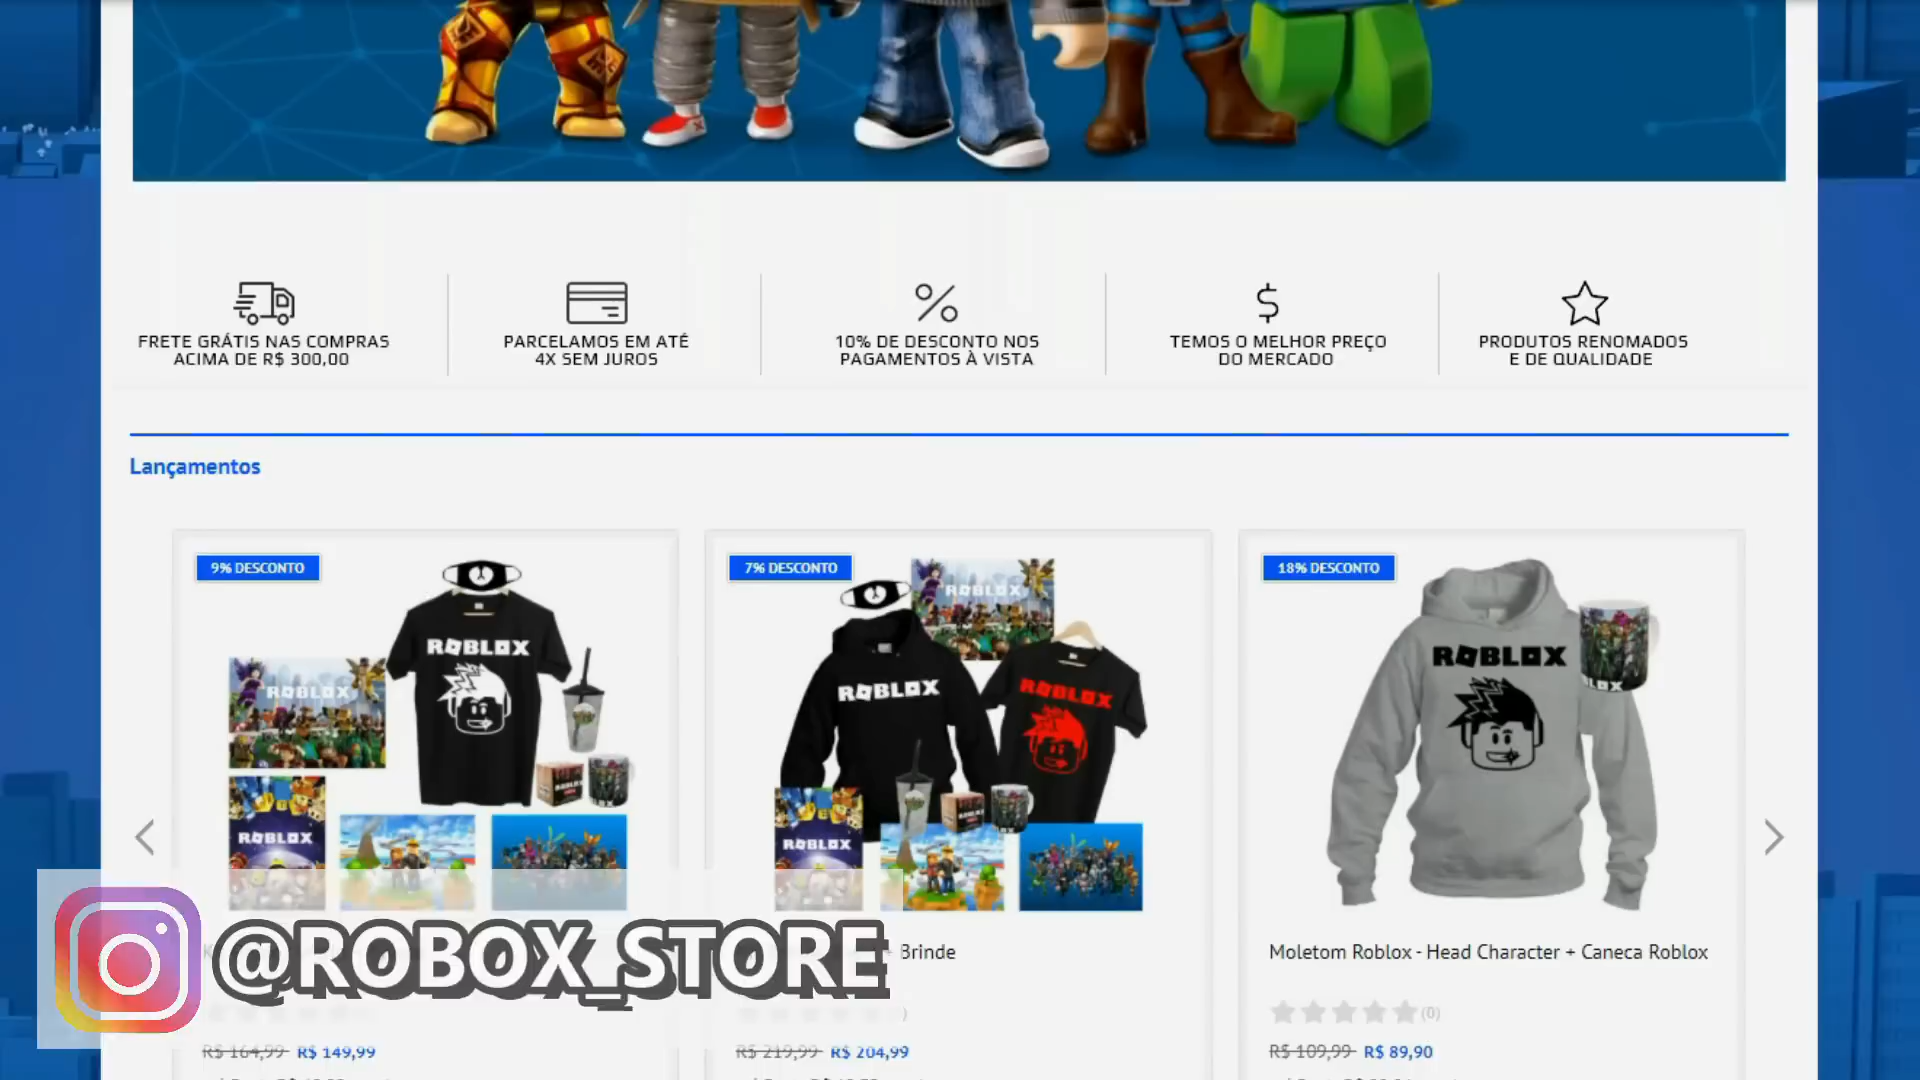 FRETE GRÁTIS NAS COMPRAS
ACIMA DE R$ 300,00
PARCELAMOS EM ATÉ
4X SEM JUROS
10% DE DESCONTO NOS
PAGAMENTOS À VISTA
TEMOS O MELHOR PREÇO
DO MERCADO
PRODUTOS RENOMADOS
E DE QUALIDADE
Lançamentos
9% DESCONTO
ROBLOX
ROBLOX
ROBLOX
7% DESCONTO
ROBLOX
ROBLOX
ROBLOX
ROBLOX
18% DESCONTO
ROBLOX
@ROBOX_STORE
+ Brinde
Moletom Roblox - Head Character + Caneca Roblox
(0)
R$ 164,99 R$ 149,99
R$ 219,99 R$ 204,99
R$ 109,99 R$ 89,90